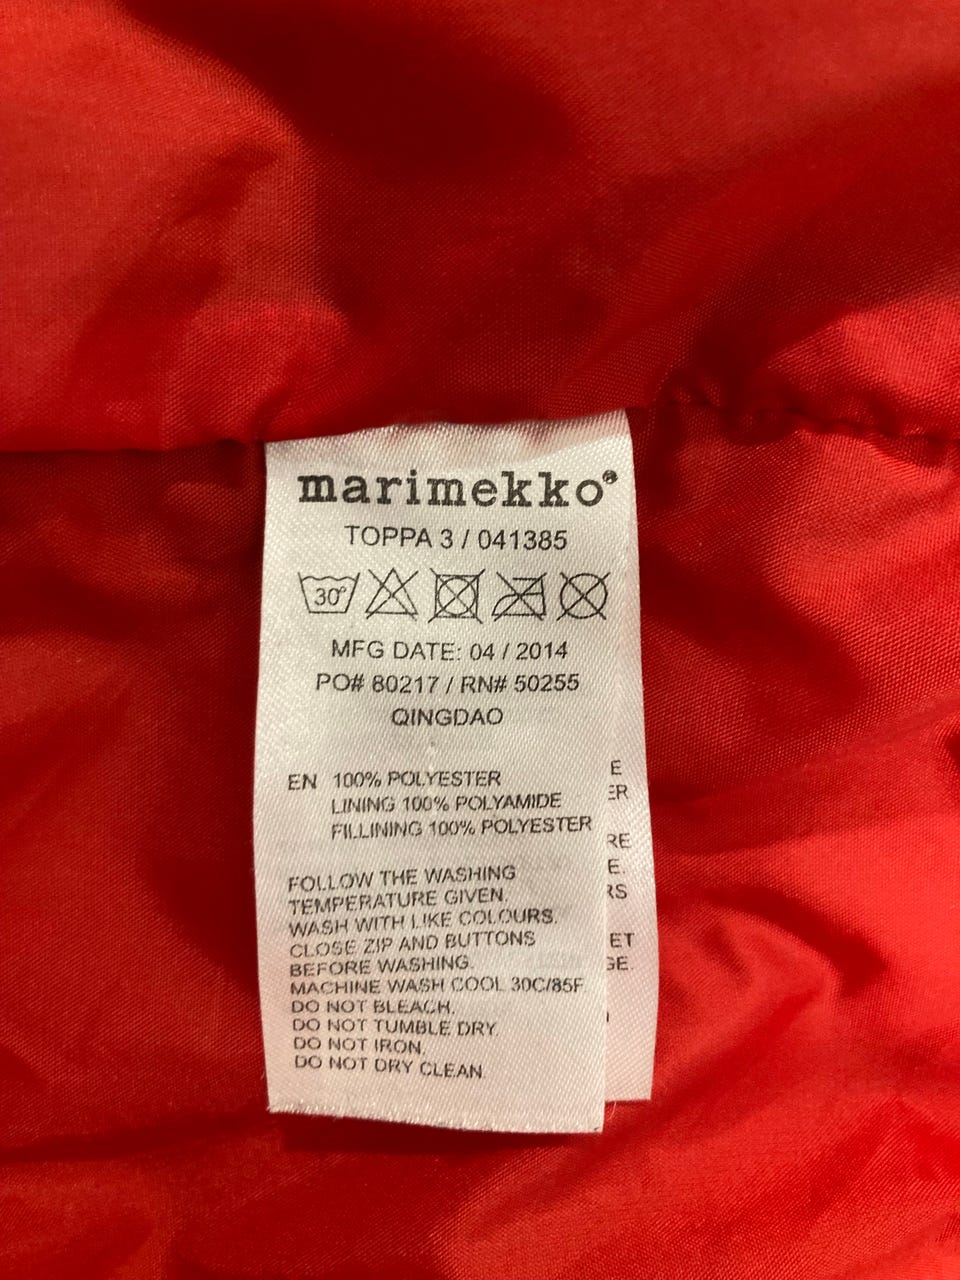 marimekko®
TOPPA 3 / 041385
30°
MFG DATE: 04 / 2014
PO# 80217 / RN# 50255
QINGDAO
EN 100% POLYESTER
LINING 100% POLYAMIDE
FILLINING 100% POLYESTER
FOLLOW THE WASHING
TEMPERATURE GIVEN.
WASH WITH LIKE COLOURS.
CLOSE ZIP AND BUTTONS
BEFORE WASHING.
MACHINE WASH COOL 30C/85F.
DO NOT BLEACH.
DO NOT TUMBLE DRY.
DO NOT IRON.
DO NOT DRY CLEAN.